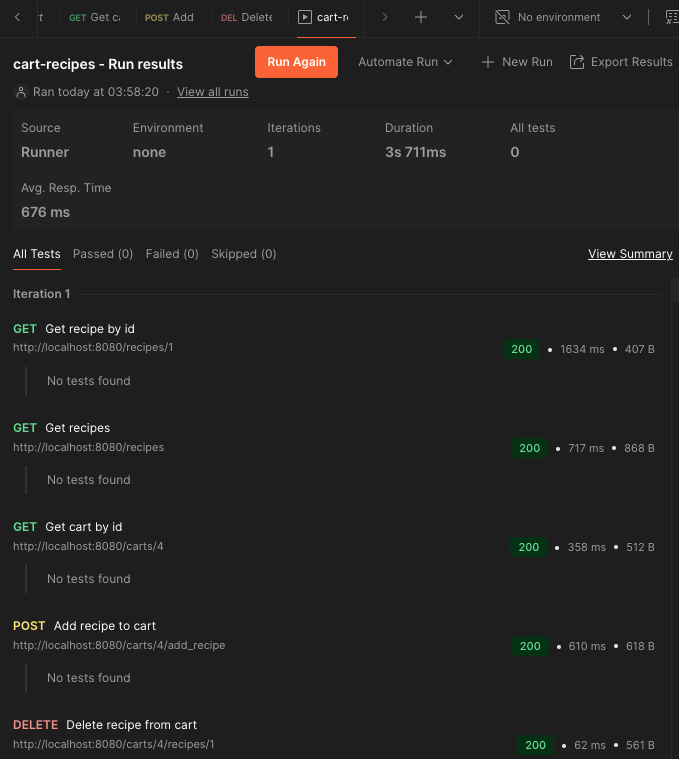 GET Get ca
POST Add
DEL Delete
cart-r
No environment
cart-recipes - Run results
Run Again
Automate Run
New Run
Export Results
Ran today at 03:58:20 · View all runs
Source Environment Iterations Duration All tests
Runner none 1 3s 711ms 0
Avg. Resp. Time
676 ms
All Tests Passed (0) Failed (0) Skipped (0) View Summary
Iteration 1
GET Get recipe by id
http://localhost:8080/recipes/1 200 • 1634 ms • 407 B
No tests found
GET Get recipes
http://localhost:8080/recipes 200 • 717 ms • 868 B
No tests found
GET Get cart by id
http://localhost:8080/carts/4 200 • 358 ms • 512 B
No tests found
POST Add recipe to cart
http://localhost:8080/carts/4/add_recipe 200 • 610 ms • 618 B
No tests found
DELETE Delete recipe from cart
http://localhost:8080/carts/4/recipes/1 200 • 62 ms • 561 B